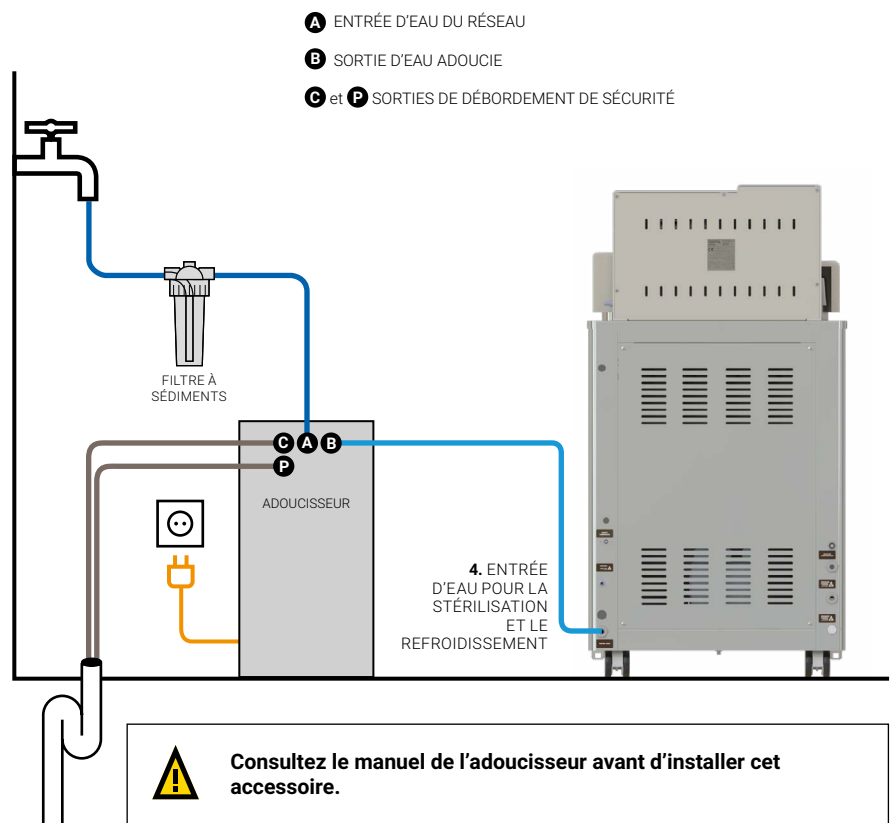 A ENTRÉE D'EAU DU RÉSEAU
B SORTIE D'EAU ADOUCIE
C et P SORTIES DE DÉBORDEMENT DE SÉCURITÉ
FILTRE À
SÉDIMENTS
C A B
P
ADOUCISSEUR
4. ENTRÉE
D'EAU POUR LA
STÉRILISATION
ET LE
REFROIDISSEMENT
Consultez le manuel de l'adoucisseur avant d'installer cet
accessoire.